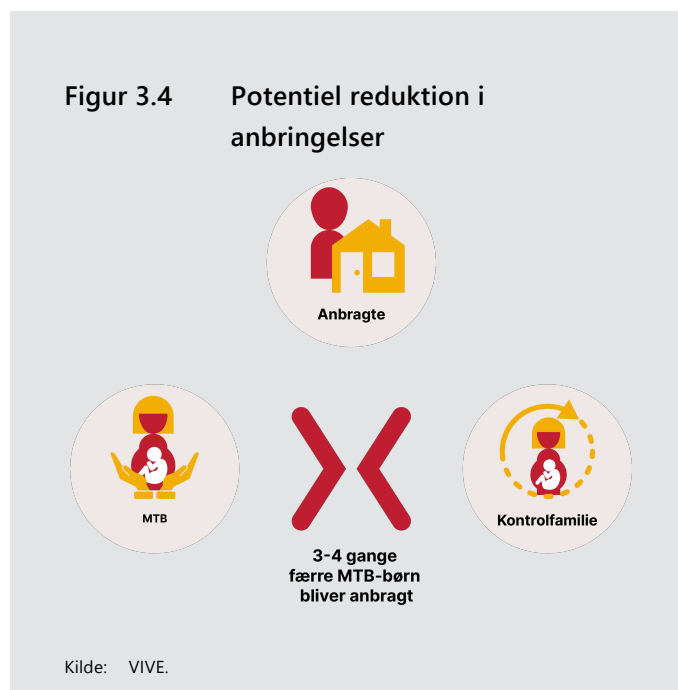 Figur 3.4 Potentiel reduktion i
anbringelser
Anbragte
MTB
Kontrolfamilie
3-4 gange
færre MTB-børn
bliver anbragt
Kilde: VIVE.